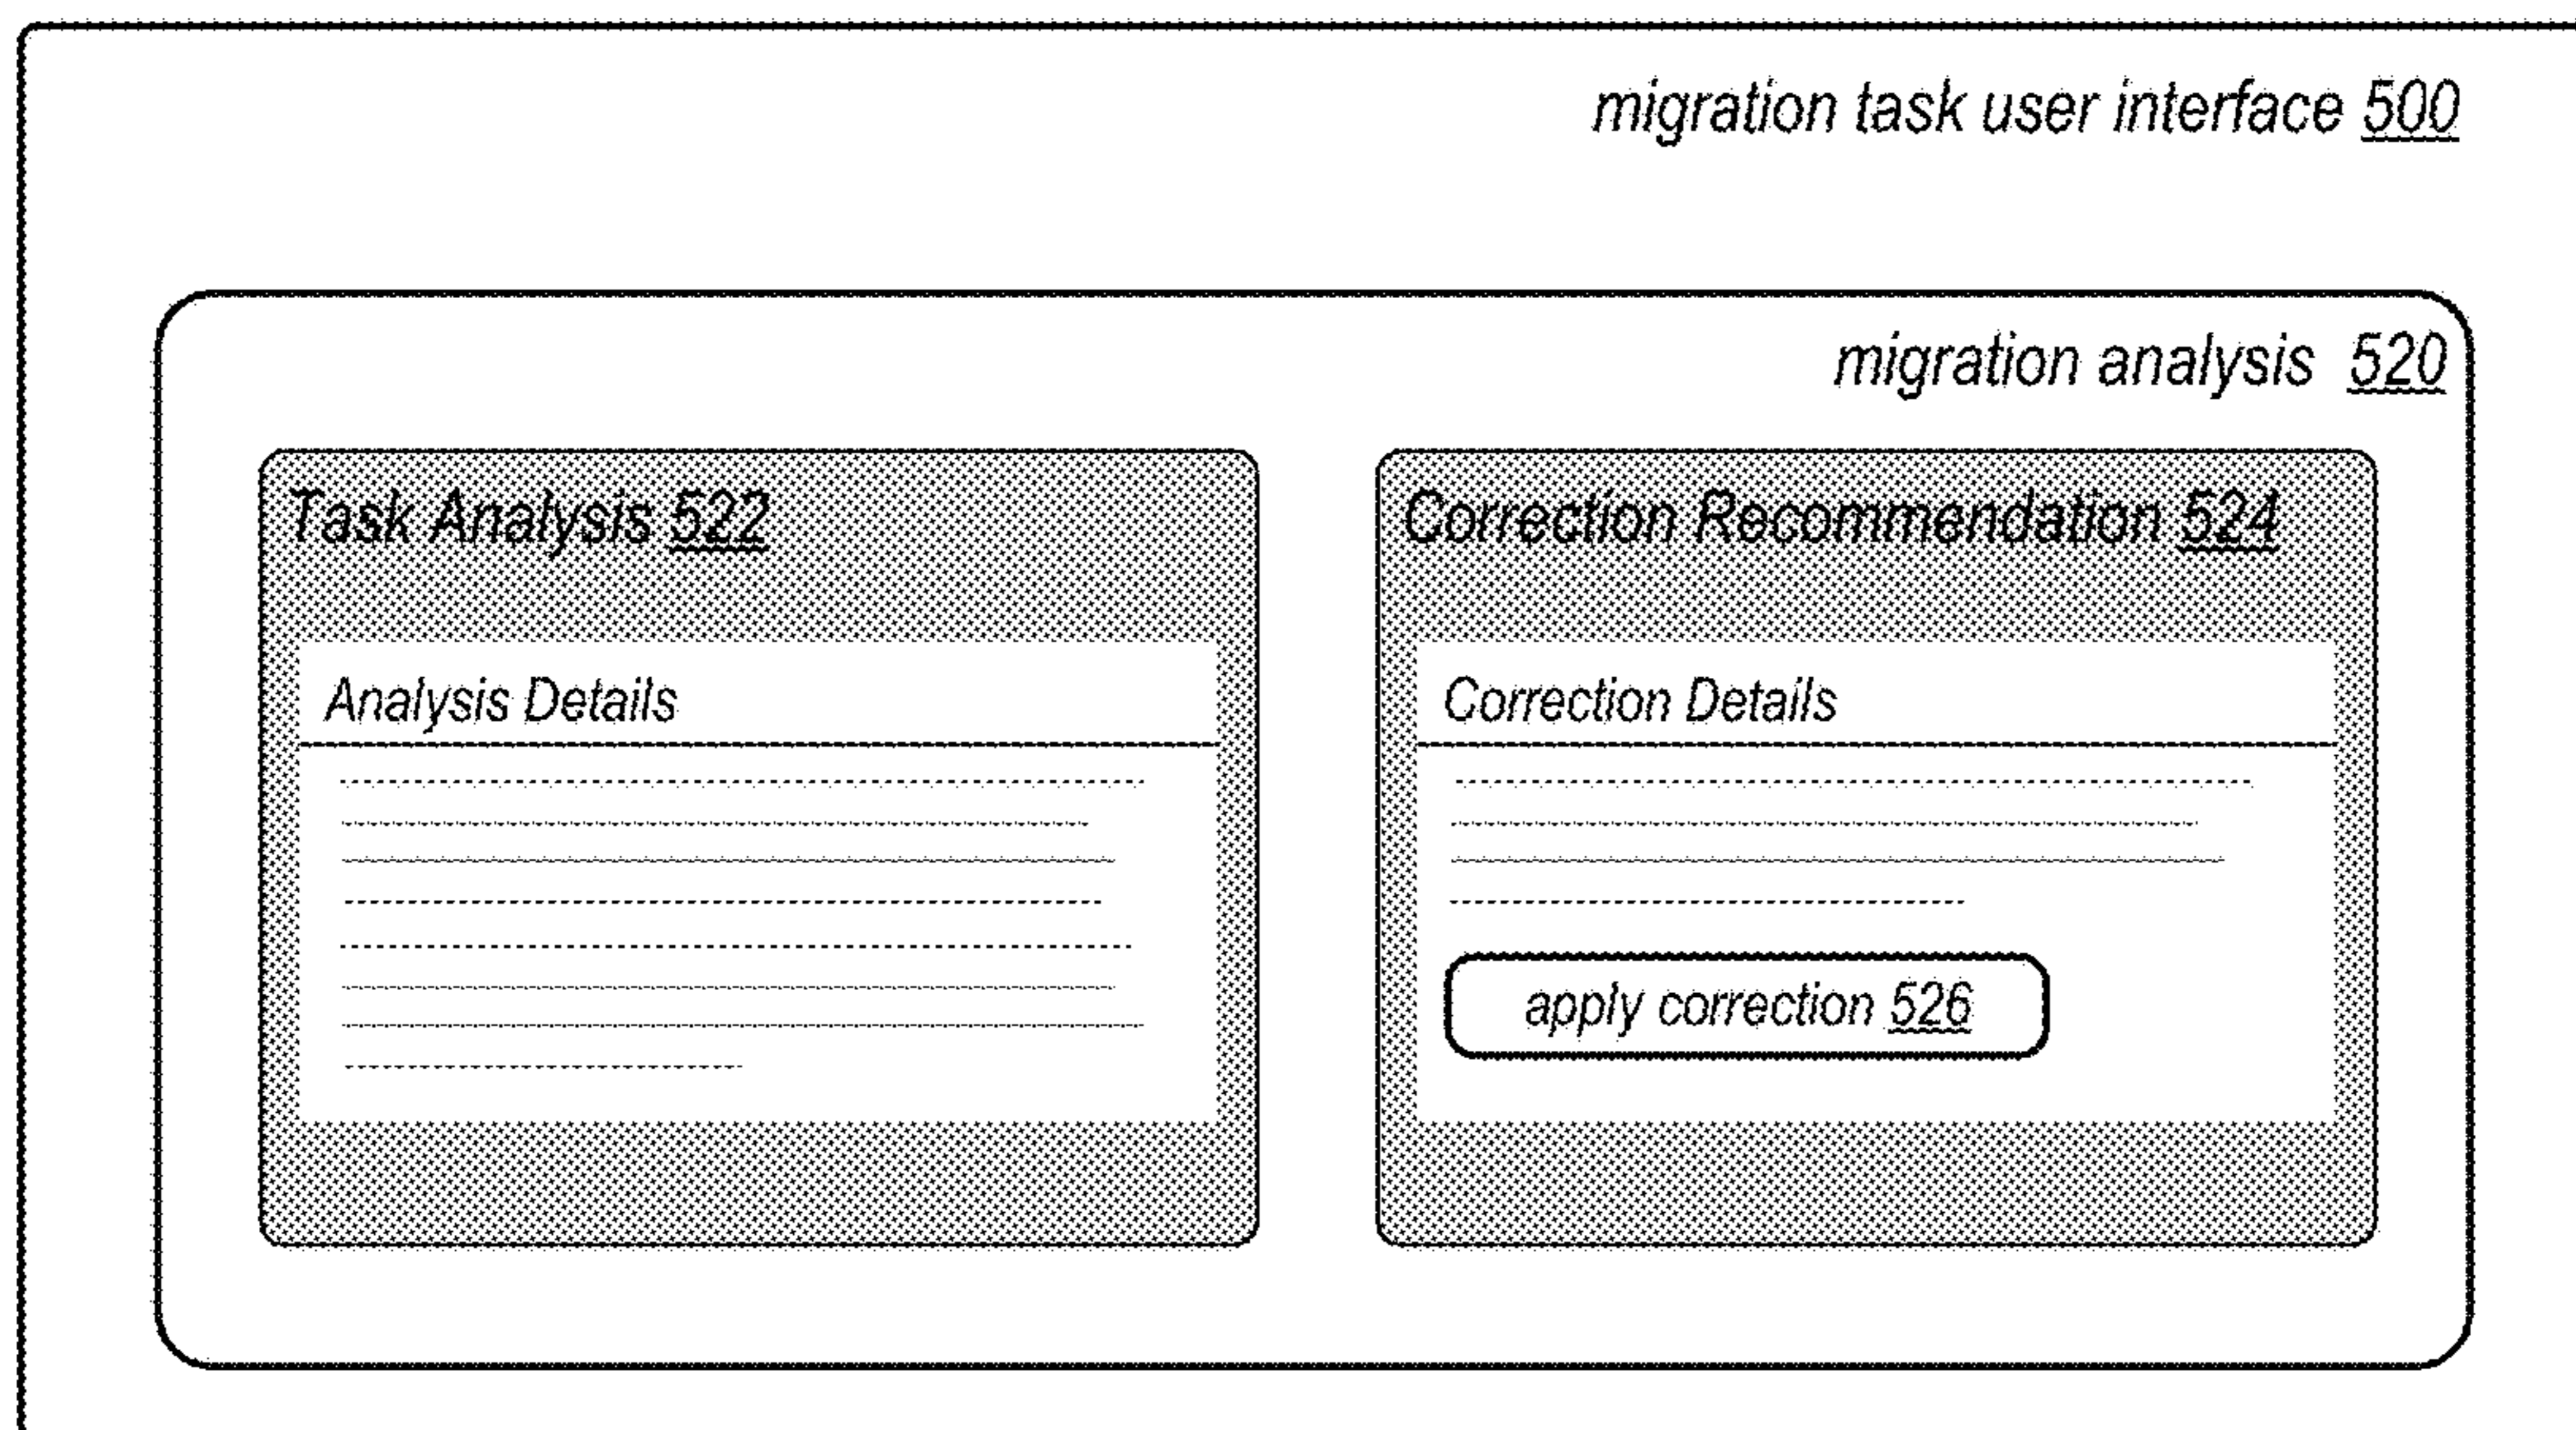 migration task user interface 500
migration analysis 520
Task Analysis 522
Analysis Details
Correction Recommendation 524
Correction Details
apply correction 526